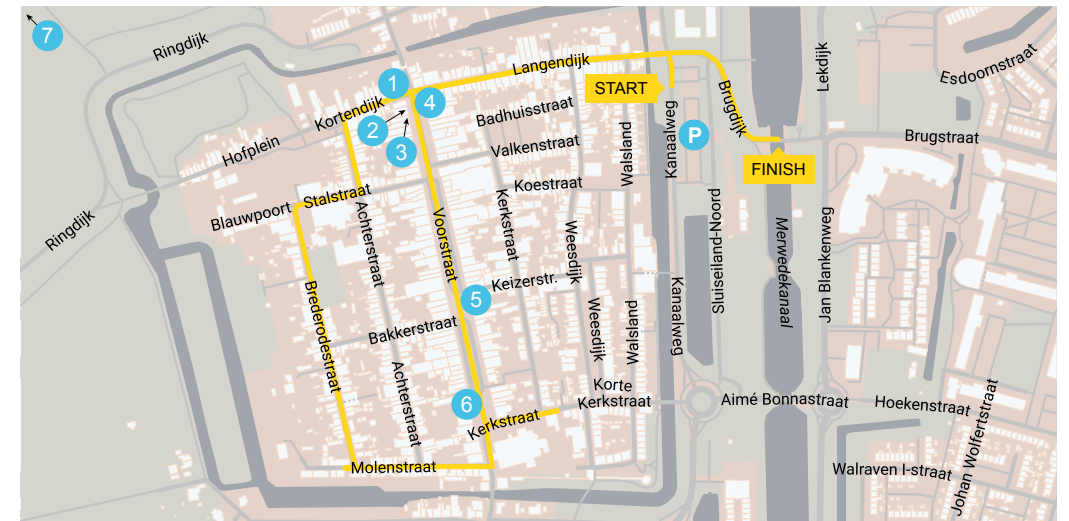 7
Ringdijk
Langendijk
Lekdijk
Esdoornstraat
START
1
4
Kortendijk
2
3
Badhuisstraat
Kanaalweg
P
Brugdijk
Brugstraat
Hofplein
Valkenstraat
Walsland
FINISH
Koestraat
Stalstraat
Blauwpoort
Ringdijk
Achterstraat
Voorstraat
Kerkstraat
Weesdijk
Sluiseiland-Noord
Merwedekanaal
Jan Blankenweg
Keizerstr.
5
Kanaalweg
Brederodestraat
Bakkerstraat
Weesdijk
Walsland
Achterstraat
6
Korte
Kerkstraat
Kerkstraat
Aimé Bonnastraat
Hoekenstraat
Johan Wolfertstraat
Molenstraat
Walraven I-straat